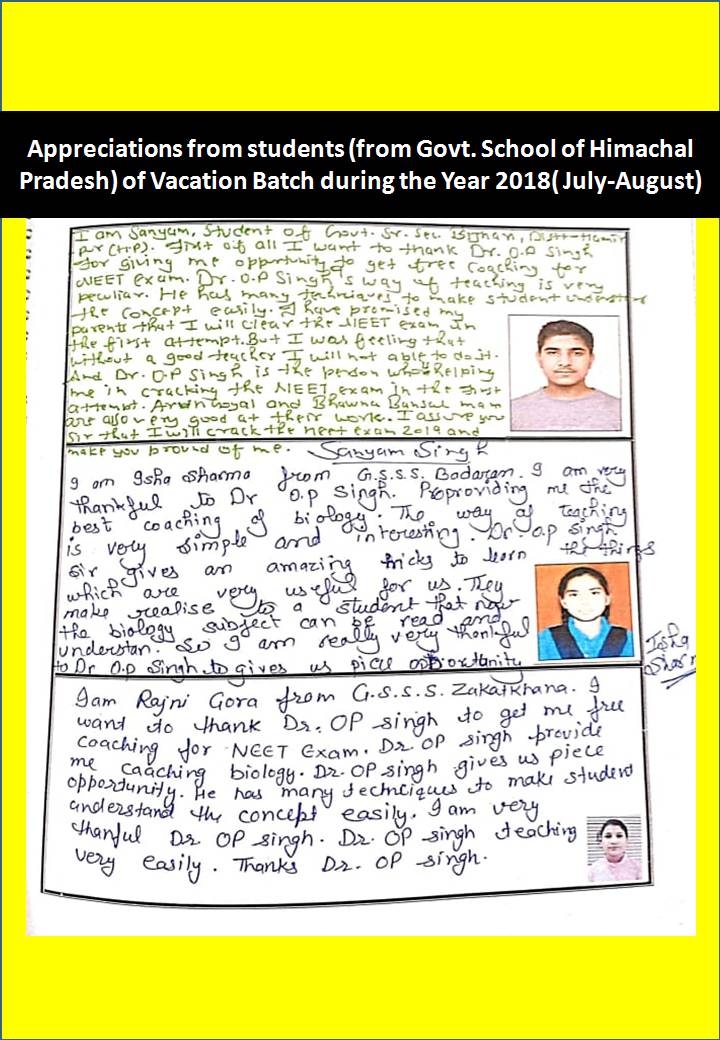 Appreciations from students (from Govt. School of Himachal
Pradesh) of Vacation Batch during the Year 2018( July-August)
I am Sanyam, Student of Govt. Sr. Sec. Distt-Hamir
pur (H.P). First of all I want to thank Dr. O.P Singh
for giving me opportunity to get free coaching for
NEET exam. Dr. O.P Singh's way of teaching is very
peculiar. He has many techniques to make student understand
the concept easily. I have promised my
parents that I will clear the NEET exam in
the first attempt. But I was feeling that
without a good teacher I will not able to do it.
And Dr. O.P Singh is the person who helping
me in cracking the NEET exam in the first
attempt. Arun Goyal and Bhawna Bansal mam
are also very good at their work. I assure you
sir that I will crack the neet exam 2019 and
make you pround of me. Sanyam Singh
I am Isha Sharma from G.S.S.S. Badaran. I am very
thankful to Dr O.p Singh. Proproviding me the
best coaching of biology. The way of teaching
is very simple and interesting. Dr. O.p singh
sir gives an amazing tricks to learn the things
which are very useful for us. They
make realise to a student that now
the biology subject can be read and
understan. So I am really very thankful
to Dr O.p Singh to gives us piece opportunity
Isha
Sharma
I am Rajni Gora from G.S.S.S. Zakatkhana. I
want to thank Dr. OP singh to get me free
coaching for NEET Exam. Dr. OP singh provide
me caaching biology. Dr. OP singh gives us piece
opportunity. He has many techniques to make student
understand the concept easily. I am very
thanful Dr OP singh. Dr. OP singh teaching
very easily. Thanks Dr. OP singh.